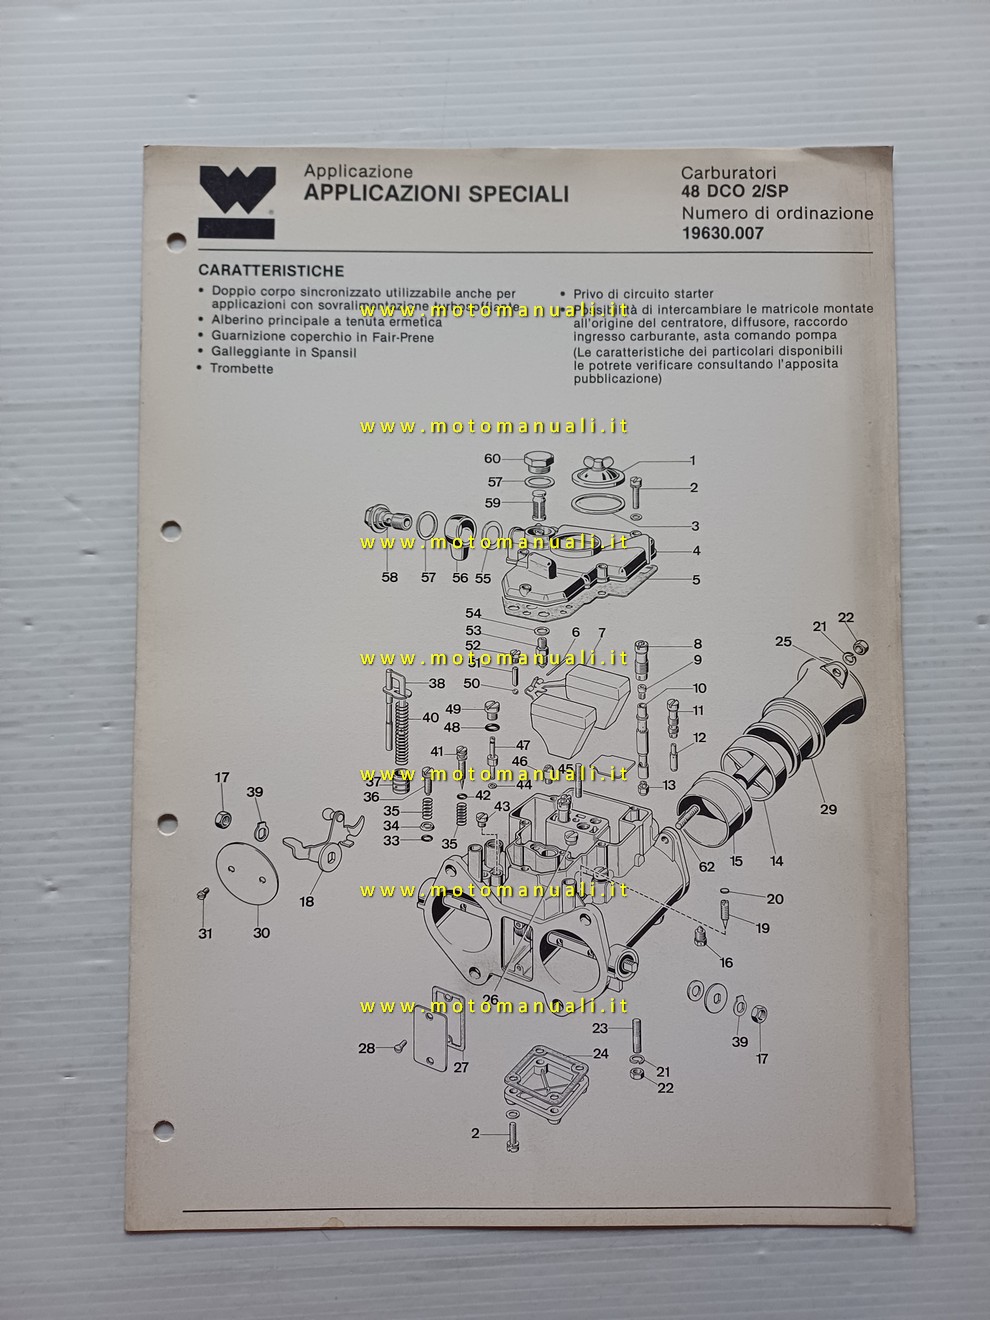 Applicazione
APPLICAZIONI SPECIALI
Carburatori
48 DCO 2/SP
Numero di ordinazione
19630.007
W
®
CARATTERISTICHE
• Doppio corpo sincronizzato utilizzabile anche per
applicazioni con sovralimentazione turbosoffiante
• Alberino principale a tenuta ermetica
• Guarnizione coperchio in Fair-Prene
• Galleggiante in Spansil
• Trombette
• Privo di circuito starter
• Possibilità di intercambiare le matricole montate
all'origine del centratore, diffusore, raccordo
ingresso carburante, asta comando pompa
(Le caratteristiche dei particolari disponibili
le potrete verificare consultando l'apposita
pubblicazione)
www.motomanuali.it
www.motomanuali.it
60
1
57
2
59
3
www.motomanuali.it
4
58
57
56
55
5
54
53
6
7
52
8
22
21
25
www.motomanuali.it
51
9
50
38
10
49
11
40
48
12
41
47
46
45
www.motomanuali.it
17
39
37
44
13
36
42
43
35
29
34
33
35
62
15
14
www.motomanuali.it
18
20
31
30
19
16
26
www.motomanuali.it
23
28
27
24
39
17
21
22
2